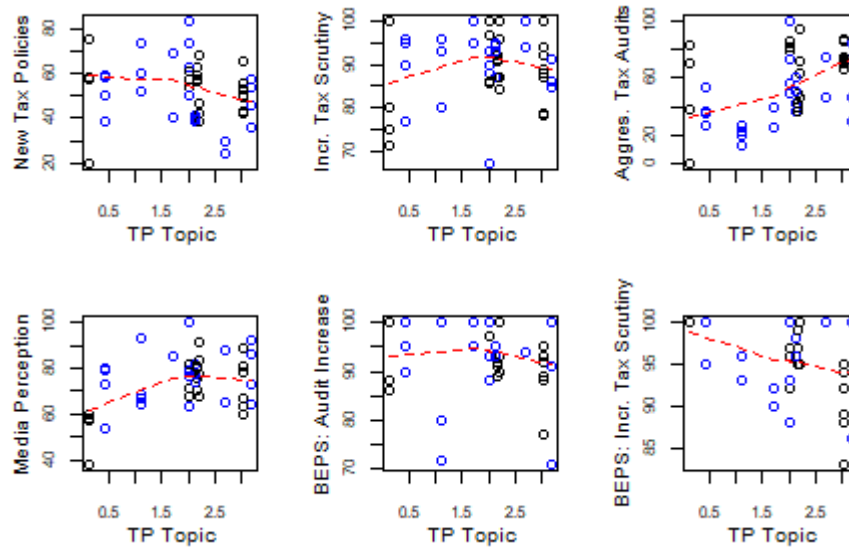 New Tax Policies
20 40 60 80
0.5 1.5 2.5
TP Topic
Incr. Tax Scrutiny
70 80 90 100
0.5 1.5 2.5
TP Topic
Aggres. Tax Audits
0 20 60 100
0.5 1.5 2.5
TP Topic
Media Perception
40 60 80 100
0.5 1.5 2.5
TP Topic
BEPS: Audit Increase
70 80 90 100
0.5 1.5 2.5
TP Topic
BEPS: Incr. Tax Scrutiny
85 90 95 100
0.5 1.5 2.5
TP Topic